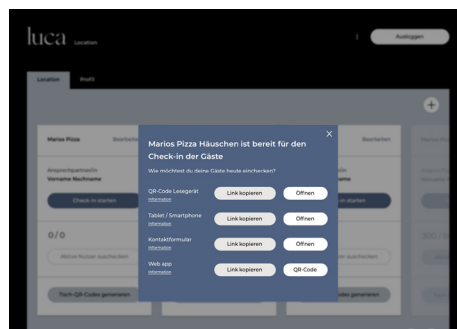 luca Location
Ausloggen
Location Profil
Marios Pizza
Bearbeiten
Ansprechpartner/in
Vorname Nachname
Check-in starten
0/0
Aktive Nutzer auschecken
Tisch-QR Codes generieren
Marios Pizza Häuschen ist bereit für den
Check-in der Gäste
Wie möchtest du deine Gäste heute einchecken?
QR-Code Lesegerät
Information
Link kopieren
Öffnen
Tablet / Smartphone
Information
Link kopieren
Öffnen
Kontaktformular
Information
Link kopieren
Öffnen
Web app
Information
Link kopieren
QR-Code